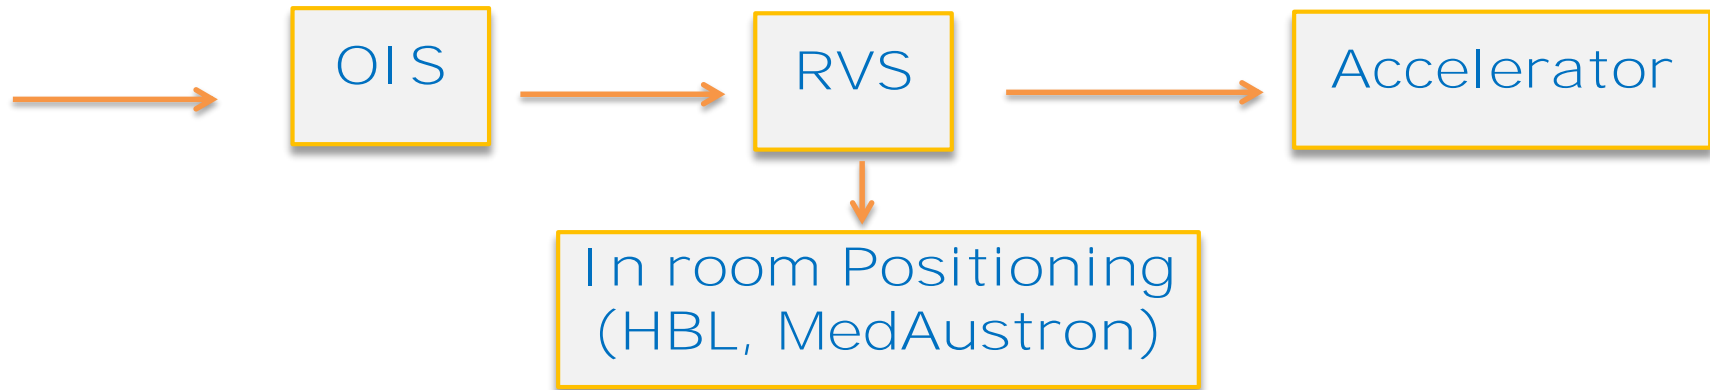 OIS
RVS
Accelerator
In room Positioning
(HBL, MedAustron)